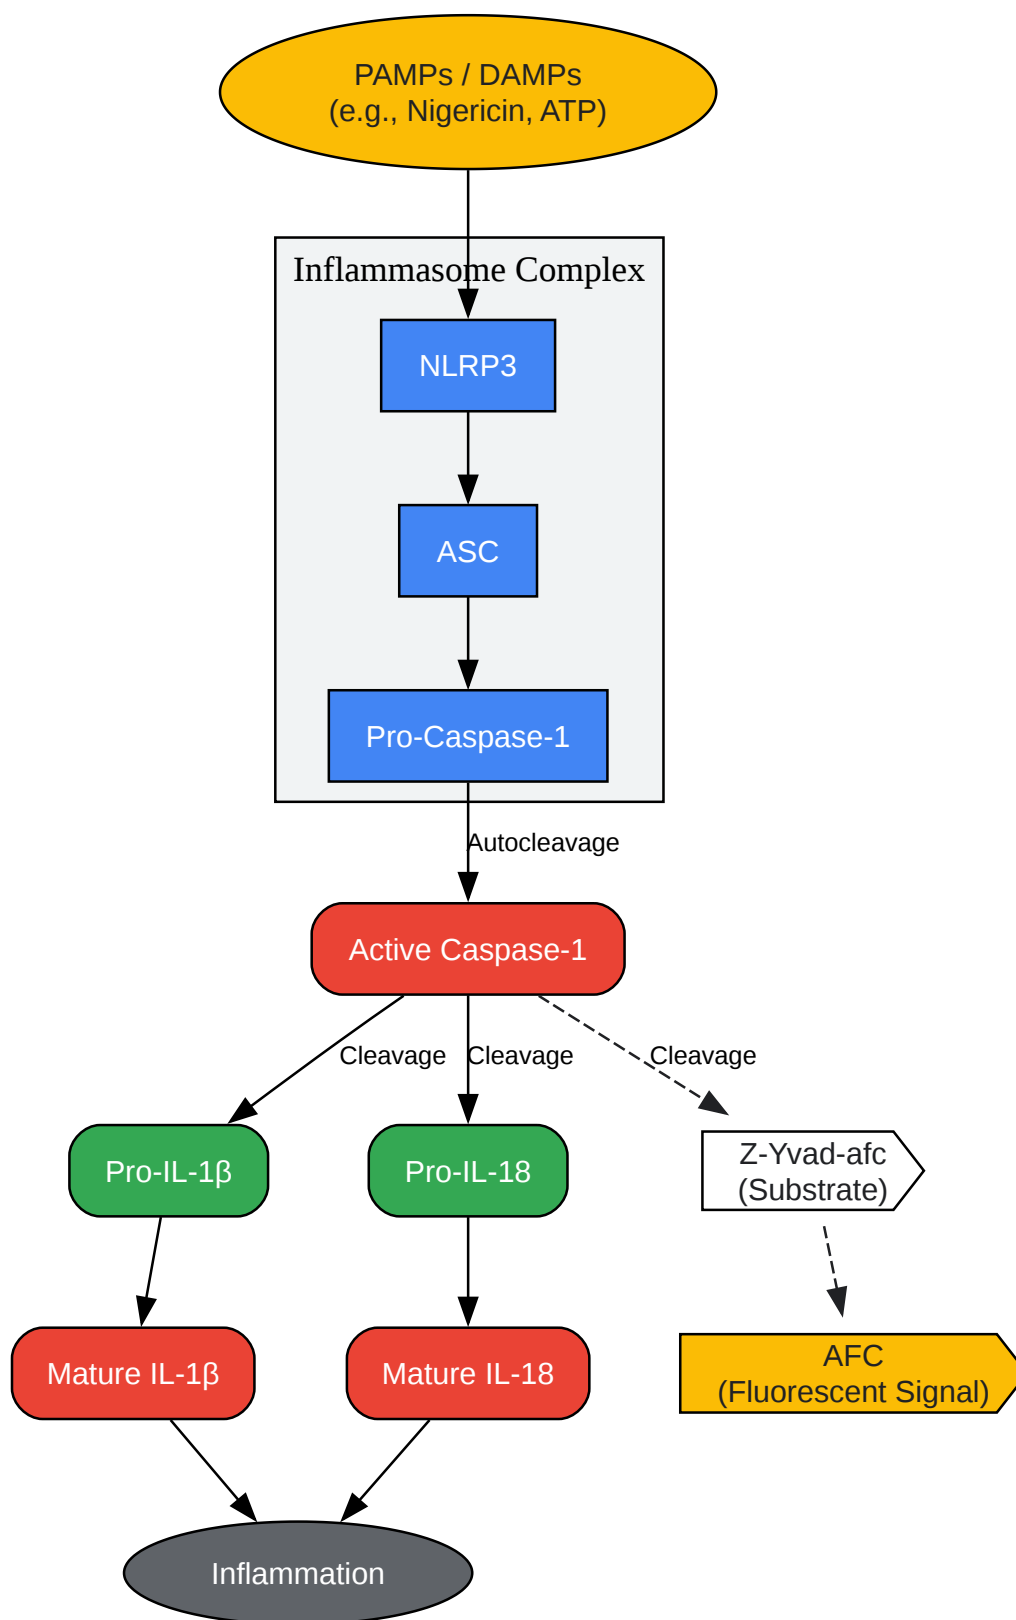 PAMPs / DAMPs
(e.g., Nigericin, ATP)
Inflammasome Complex
NLRP3
ASC
Pro-Caspase-1
Autocleavage
Active Caspase-1
Cleavage
Cleavage
Cleavage
Pro-IL-1β
Pro-IL-18
Z-Yvad-afc
(Substrate)
Mature IL-1β
Mature IL-18
AFC
(Fluorescent Signal)
Inflammation